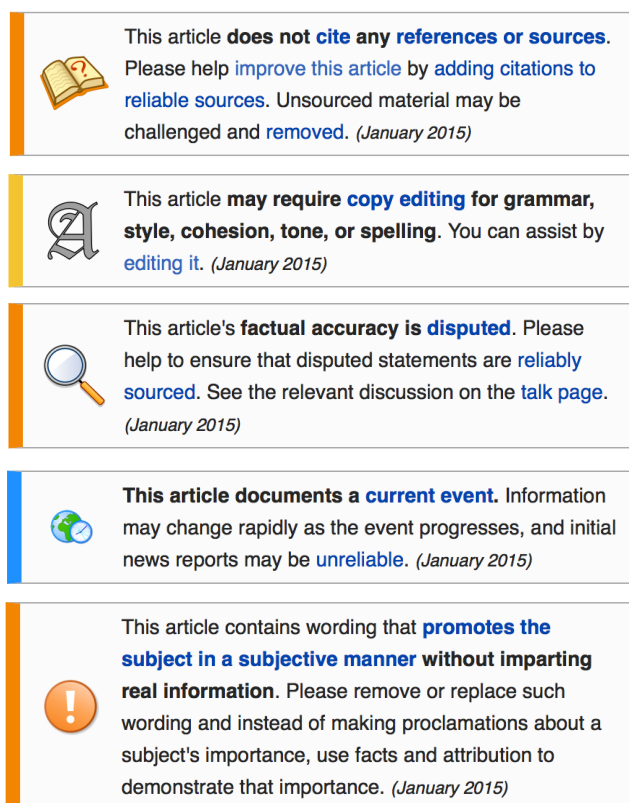 This article does not cite any references or sources.
Please help improve this article by adding citations to
reliable sources. Unsourced material may be
challenged and removed. (January 2015)
This article may require copy editing for grammar,
style, cohesion, tone, or spelling. You can assist by
editing it. (January 2015)
This article's factual accuracy is disputed. Please
help to ensure that disputed statements are reliably
sourced. See the relevant discussion on the talk page.
(January 2015)
This article documents a current event. Information
may change rapidly as the event progresses, and initial
news reports may be unreliable. (January 2015)
This article contains wording that promotes the
subject in a subjective manner without imparting
real information. Please remove or replace such
wording and instead of making proclamations about a
subject's importance, use facts and attribution to
demonstrate that importance. (January 2015)